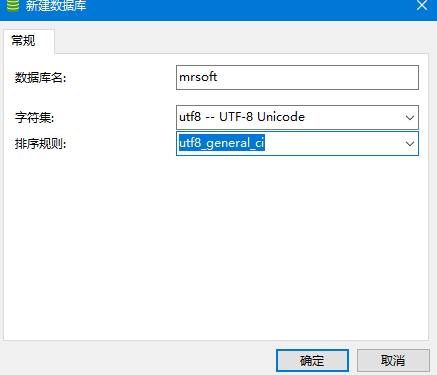 新建数据库
常规
数据库名: mrsoft
字符集: utf8 -- UTF-8 Unicode
排序规则: utf8_general_ci
确定 取消